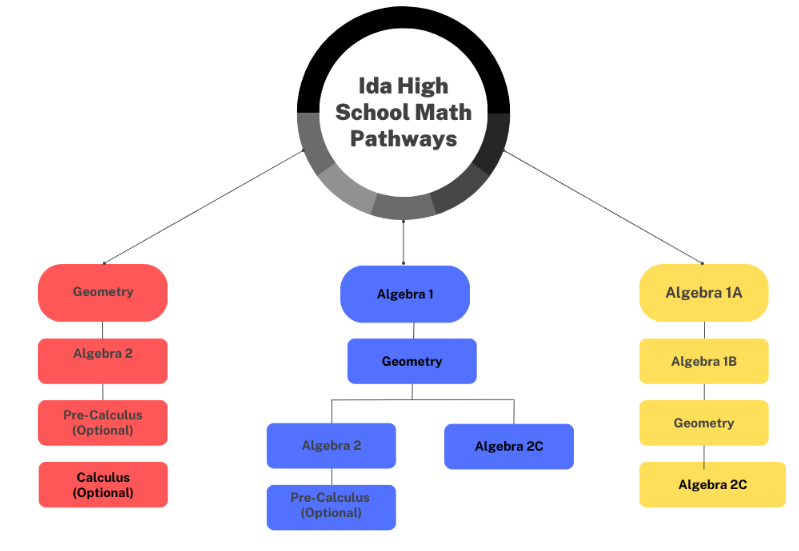 Ida High
School Math
Pathways
Geometry
Algebra 2
Pre-Calculus
(Optional)
Calculus
(Optional)
Algebra 1
Geometry
Algebra 2
Algebra 2C
Pre-Calculus
(Optional)
Algebra 1A
Algebra 1B
Geometry
Algebra 2C